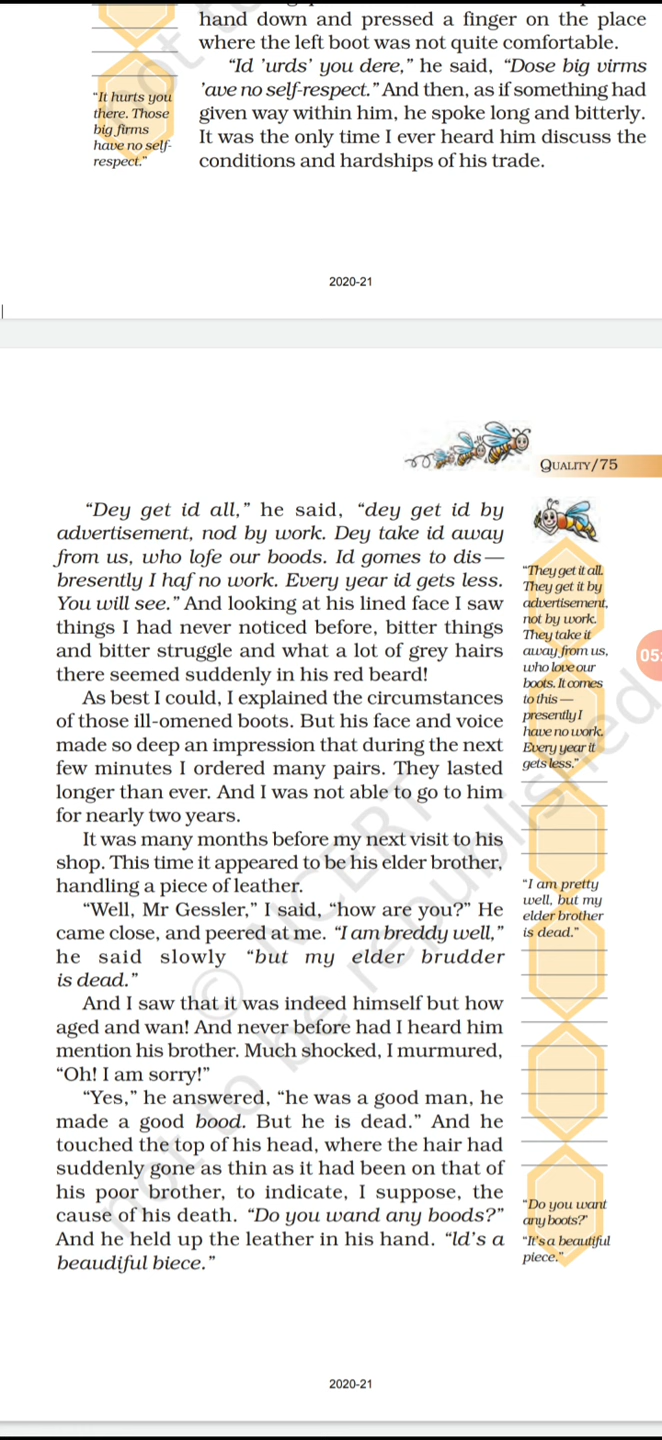 hand down and pressed a finger on the place
where the left boot was not quite comfortable.
“Id ’urds’ you dere,” he said, “Dose big virms
’ave no self-respect.” And then, as if something had
given way within him, he spoke long and bitterly.
It was the only time I ever heard him discuss the
conditions and hardships of his trade.
“It hurts you
there. Those
big firms
have no self-
respect.”
2020-21
QUALITY/75
“Dey get id all,” he said, “dey get id by
advertisement, nod by work. Dey take id away
from us, who lofe our boods. Id gomes to dis—
bresently I haf no work. Every year id gets less.
You will see.” And looking at his lined face I saw
things I had never noticed before, bitter things
and bitter struggle and what a lot of grey hairs
there seemed suddenly in his red beard!
As best I could, I explained the circumstances
of those ill-omened boots. But his face and voice
made so deep an impression that during the next
few minutes I ordered many pairs. They lasted
longer than ever. And I was not able to go to him
for nearly two years.
It was many months before my next visit to his
shop. This time it appeared to be his elder brother,
handling a piece of leather.
“Well, Mr Gessler,” I said, “how are you?” He
came close, and peered at me. “I am breddy well,”
he said slowly “but my elder brudder
is dead.”
And I saw that it was indeed himself but how
aged and wan! And never before had I heard him
mention his brother. Much shocked, I murmured,
“Oh! I am sorry!”
“Yes,” he answered, “he was a good man, he
made a good bood. But he is dead.” And he
touched the top of his head, where the hair had
suddenly gone as thin as it had been on that of
his poor brother, to indicate, I suppose, the
cause of his death. “Do you wand any boods?”
And he held up the leather in his hand. “ld’s a
beaudiful biece.”
“They get it all.
They get it by
advertisement,
not by work.
They take it
away from us,
who love our
boots. It comes
to this —
presently I
have no work.
Every year it
gets less.”
“I am pretty
well, but my
elder brother
is dead.”
“Do you want
any boots?”
“It’s a beautiful
piece.”
05:
© NCERT
not to be republished
2020-21